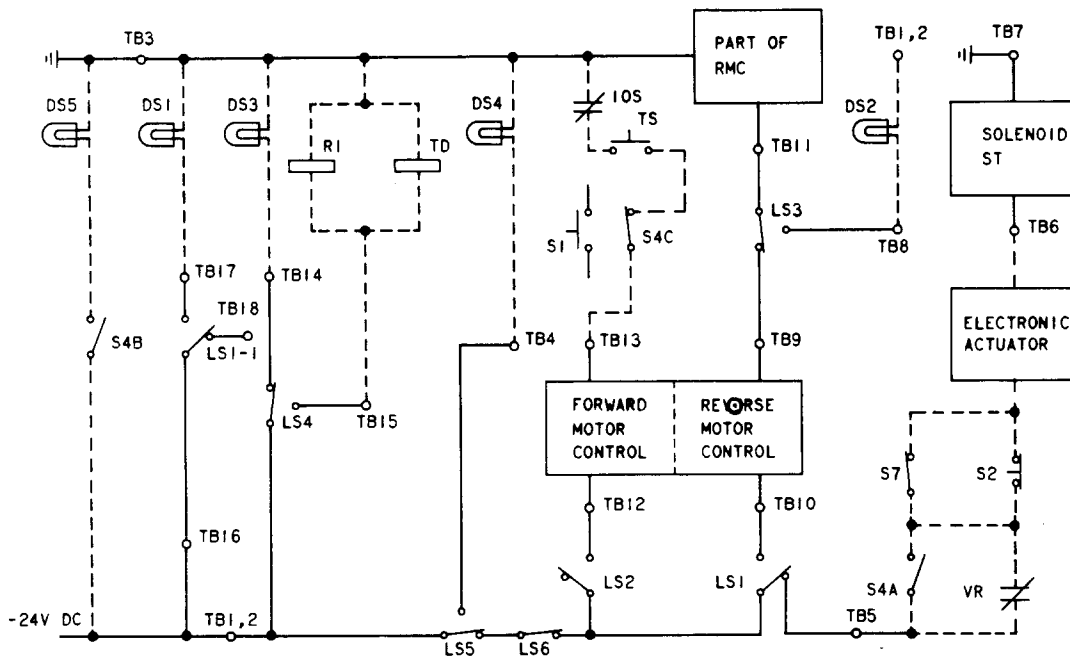 TB3
PART OF
RMC
TB1,2
TB7
DS5
DS1
DS3
DS4
IOS
TS
DS2
R1
TD
SOLENOID
ST
TB11
LS3
S1
S4C
TB8
TB6
TB17
TB14
TB18
S4B
LS1-1
TB4
TB13
TB9
ELECTRONIC
ACTUATOR
LS4
TB15
FORWARD
MOTOR
CONTROL
REVERSE
MOTOR
CONTROL
S7
S2
TB12
TB10
TB16
LS2
LS1
S4A
VR
-24V DC
TB1,2
LS5
LS6
TB5